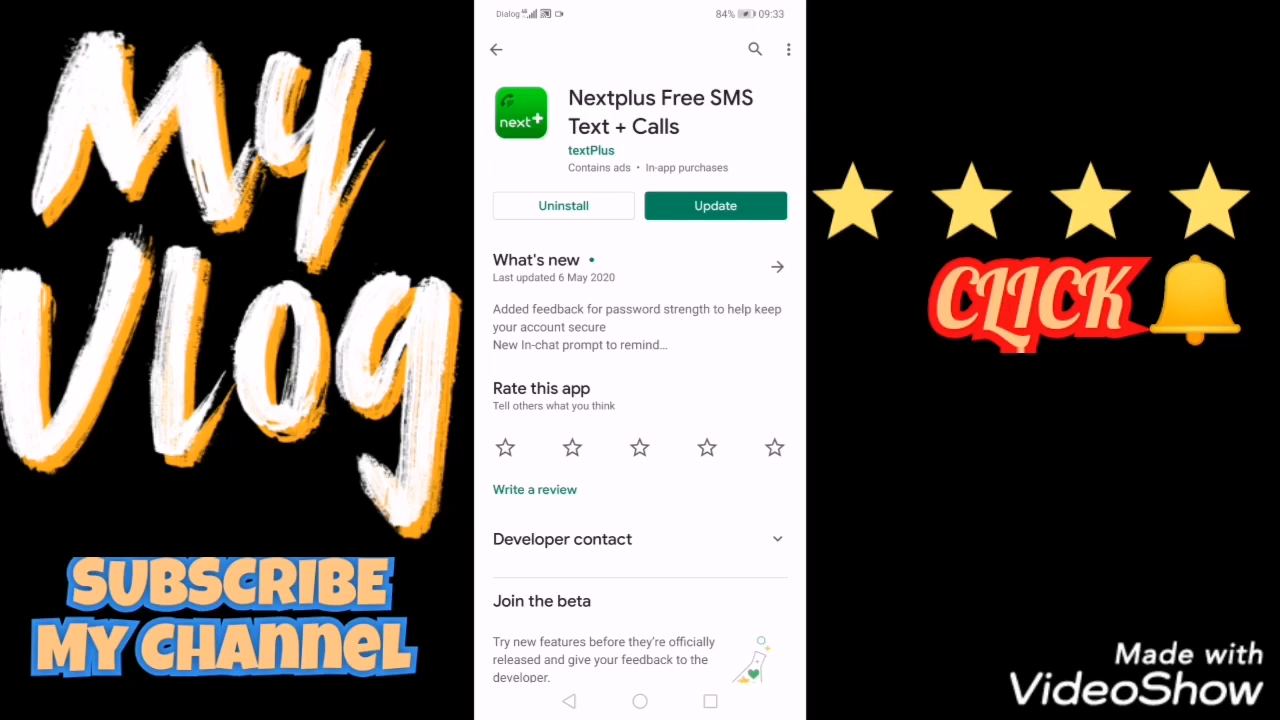 My
Vlog
SUBSCRIBE
MY CHANNEL
Dialog 4G 84% 09:33
next+
Nextplus Free SMS
Text + Calls
textPlus
Contains ads • In-app purchases
Uninstall Update
What's new •
Last updated 6 May 2020
Added feedback for password strength to help keep
your account secure
New In-chat prompt to remind...
Rate this app
Tell others what you think
Write a review
Developer contact
Join the beta
Try new features before they're officially
released and give your feedback to the
developer.
CLICK
Made with
VideoShow